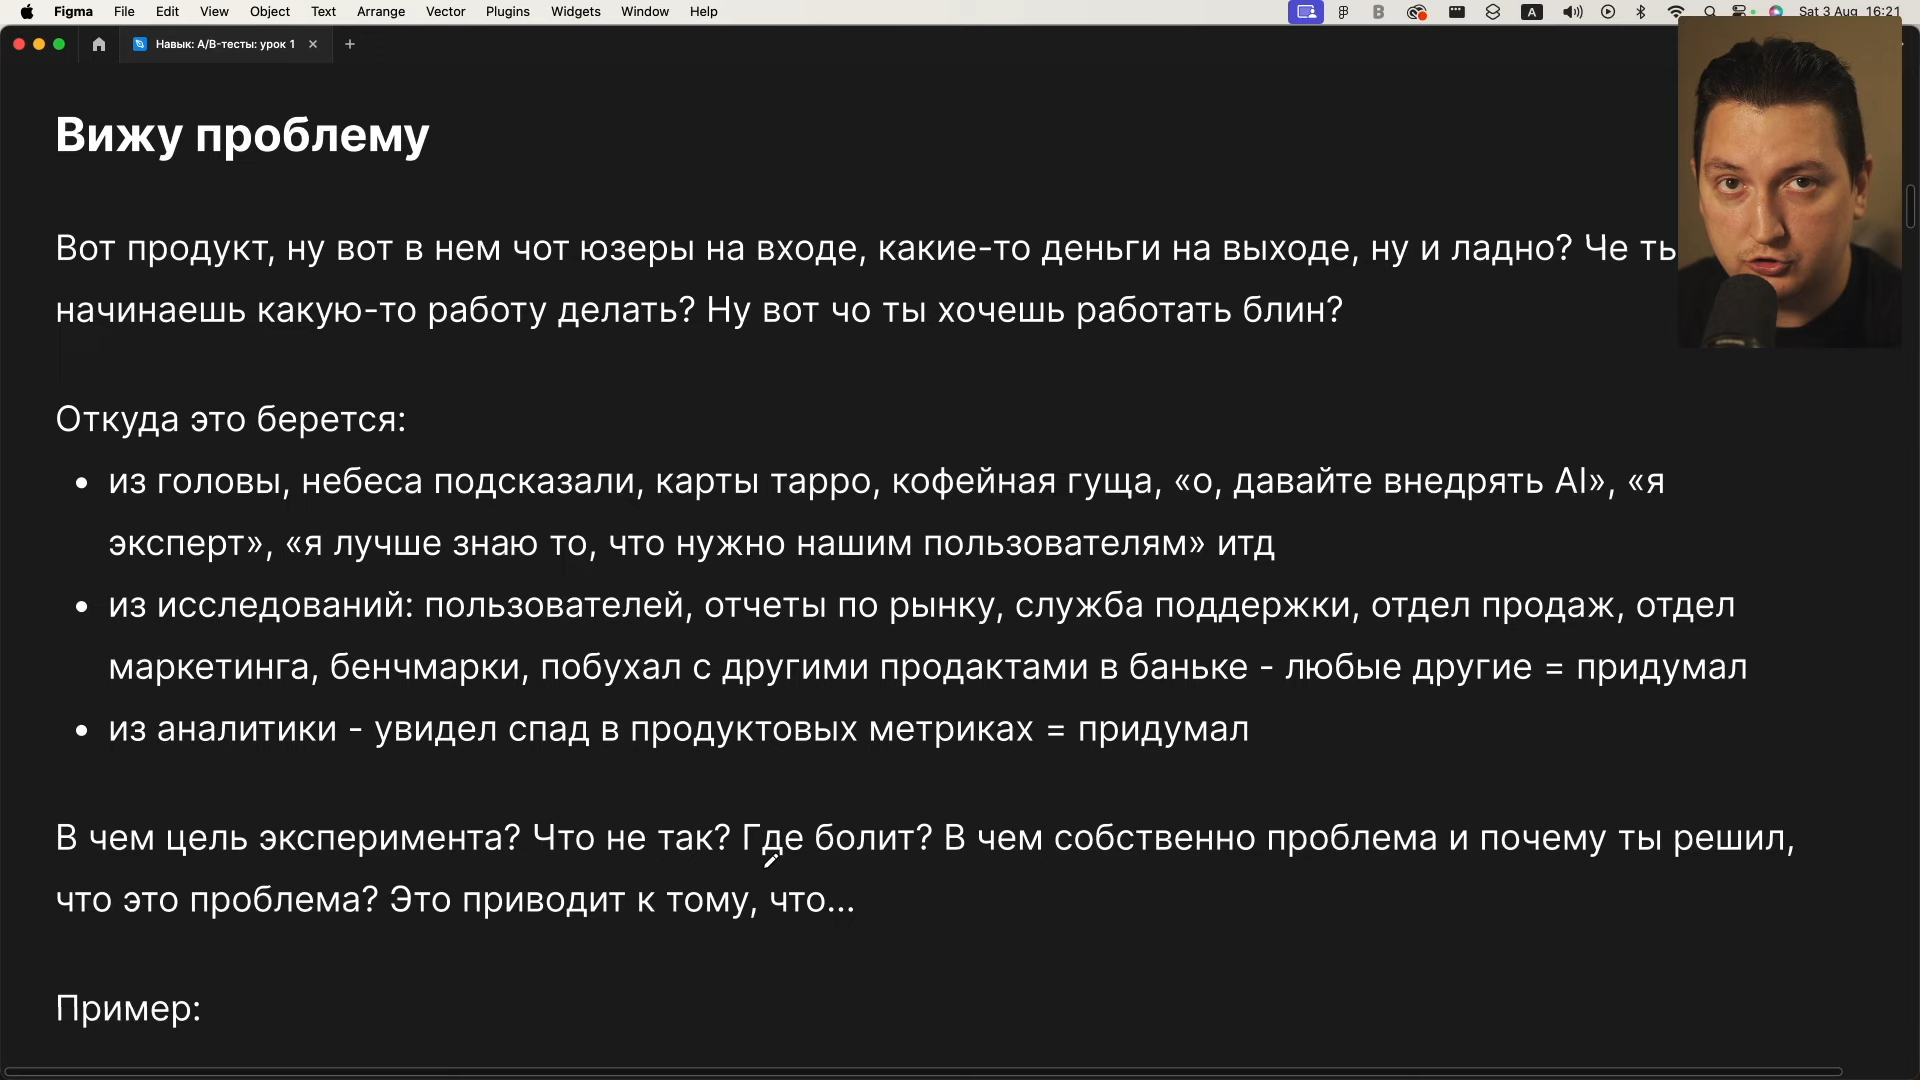 Figma File Edit View Object Text Arrange Vector Plugins Widgets Window Help A Sat 3 Aug 16:21
Навык: А/В-тесты: урок 1
Вижу проблему
Вот продукт, ну вот в нем чот юзеры на входе, какие-то деньги на выходе, ну и ладно? Че ты
начинаешь какую-то работу делать? Ну вот чо ты хочешь работать блин?
Откуда это берется:
• из головы, небеса подсказали, карты тарро, кофейная гуща, «о, давайте внедрять AI», «я
эксперт», «я лучше знаю то, что нужно нашим пользователям» итд
• из исследований: пользователей, отчеты по рынку, служба поддержки, отдел продаж, отдел
маркетинга, бенчмарки, побухал с другими продактами в баньке - любые другие = придумал
• из аналитики - увидел спад в продуктовых метриках = придумал
В чем цель эксперимента? Что не так? Где болит? В чем собственно проблема и почему ты решил,
что это проблема? Это приводит к тому, что...
Пример: